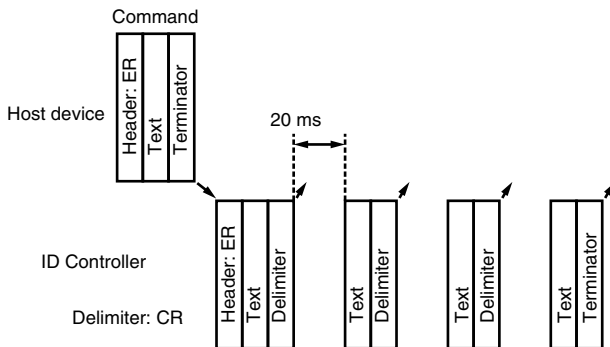 Command
Host device
Header: ER
Text
Terminator
20 ms
ID Controller
Delimiter: CR
Header: ER
Text
Delimiter
Text
Delimiter
Text
Delimiter
Text
Terminator